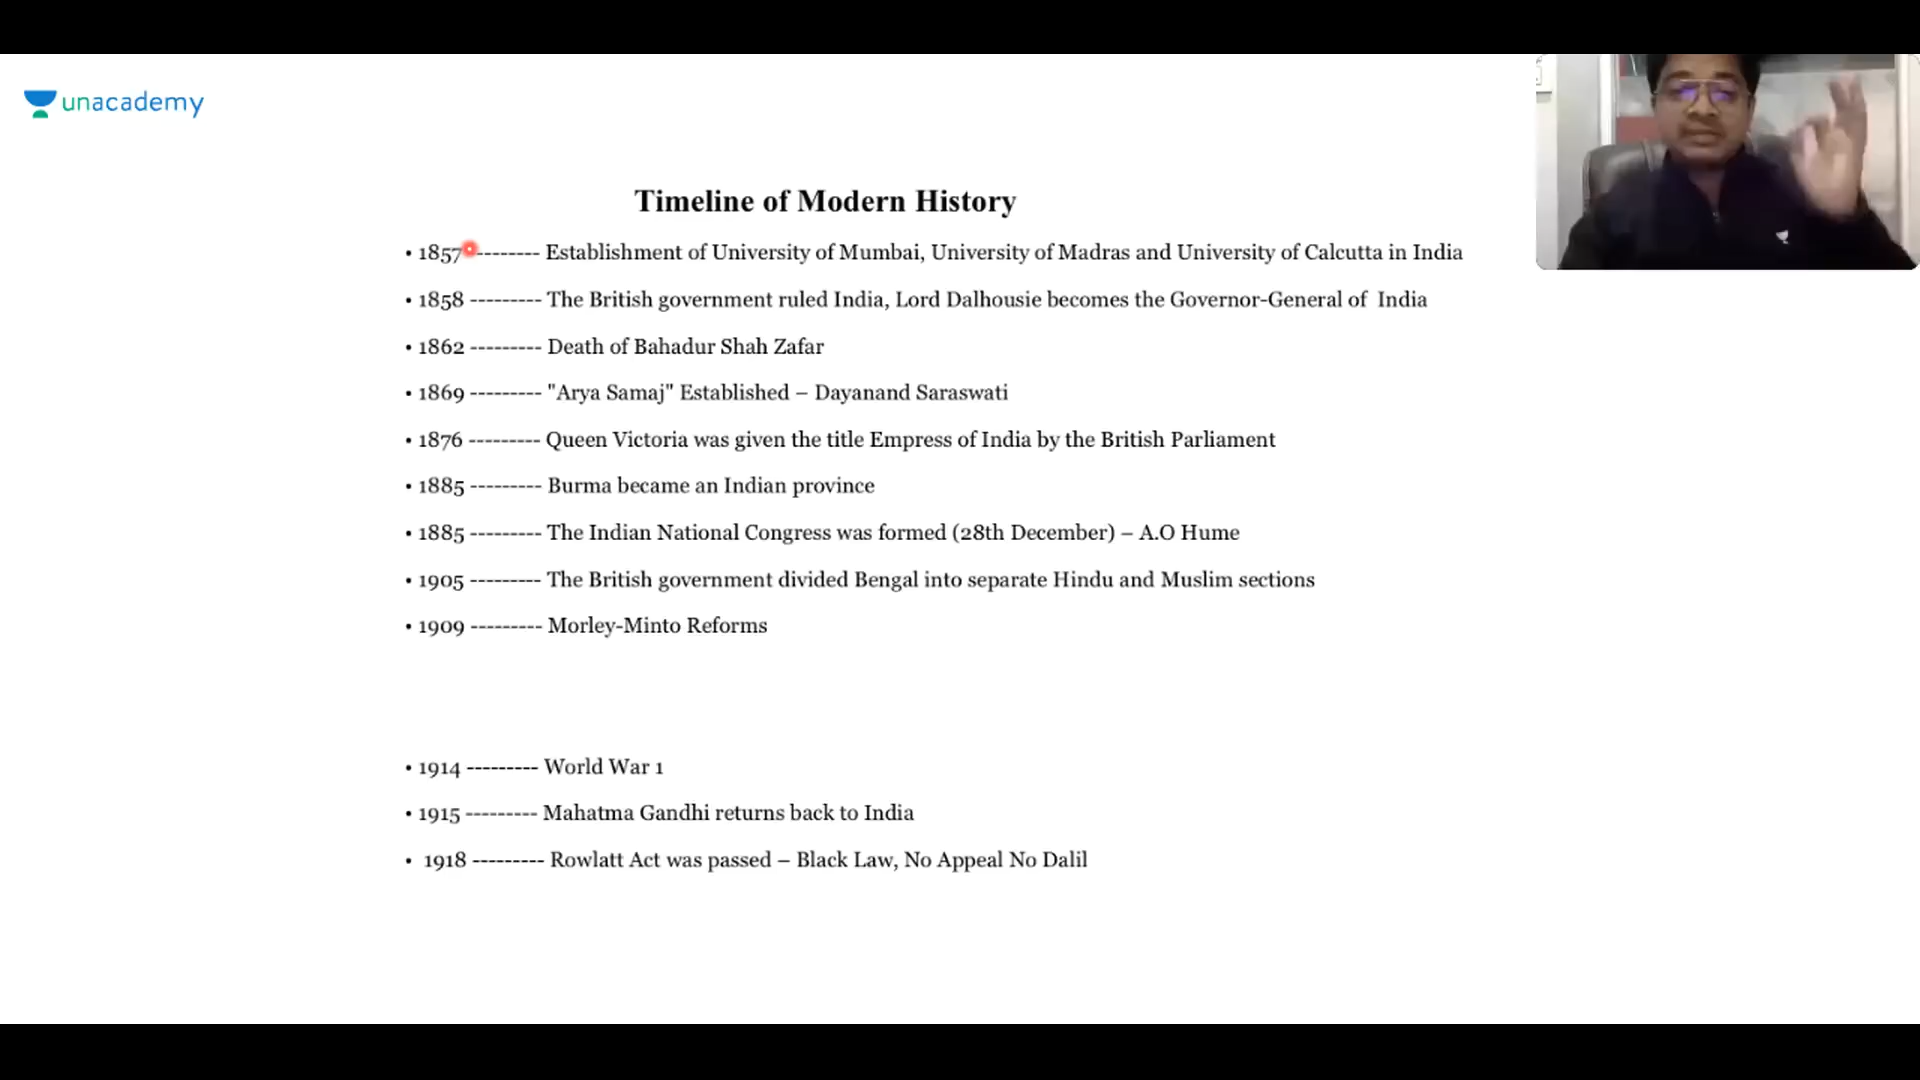 unacademy
Timeline of Modern History
• 1857 --------- Establishment of University of Mumbai, University of Madras and University of Calcutta in India
• 1858 --------- The British government ruled India, Lord Dalhousie becomes the Governor-General of India
• 1862 --------- Death of Bahadur Shah Zafar
• 1869 --------- "Arya Samaj" Established – Dayanand Saraswati
• 1876 --------- Queen Victoria was given the title Empress of India by the British Parliament
• 1885 --------- Burma became an Indian province
• 1885 --------- The Indian National Congress was formed (28th December) – A.O Hume
• 1905 --------- The British government divided Bengal into separate Hindu and Muslim sections
• 1909 --------- Morley-Minto Reforms
• 1914 --------- World War 1
• 1915 --------- Mahatma Gandhi returns back to India
• 1918 --------- Rowlatt Act was passed – Black Law, No Appeal No Dalil